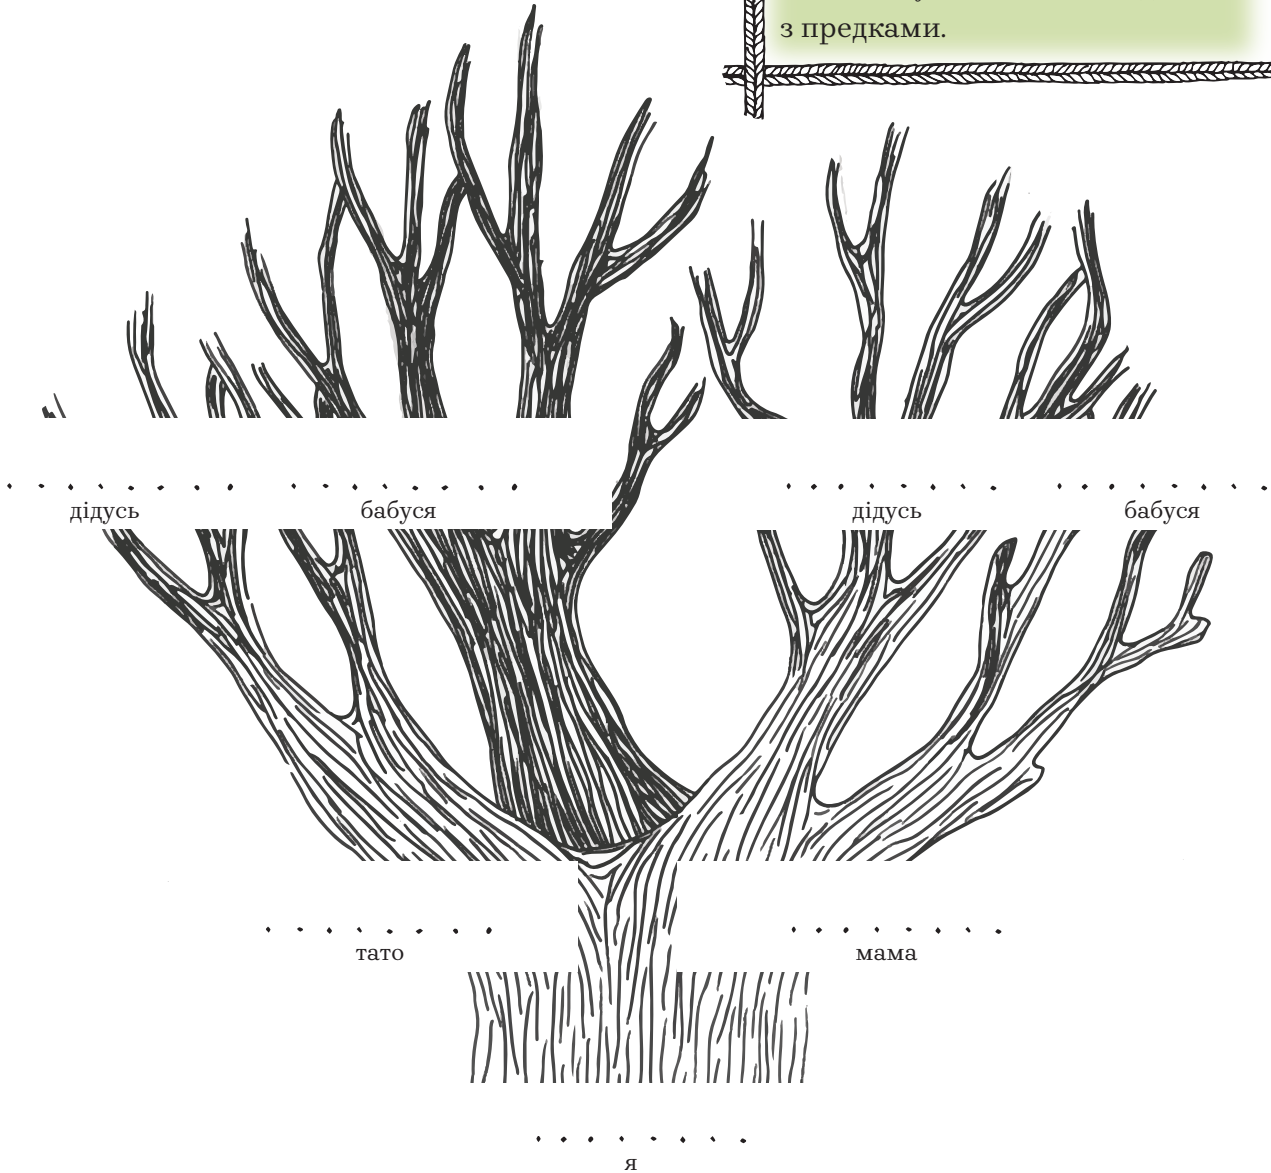 з предками.
дідусь бабуся дідусь бабуся
тато мама
я